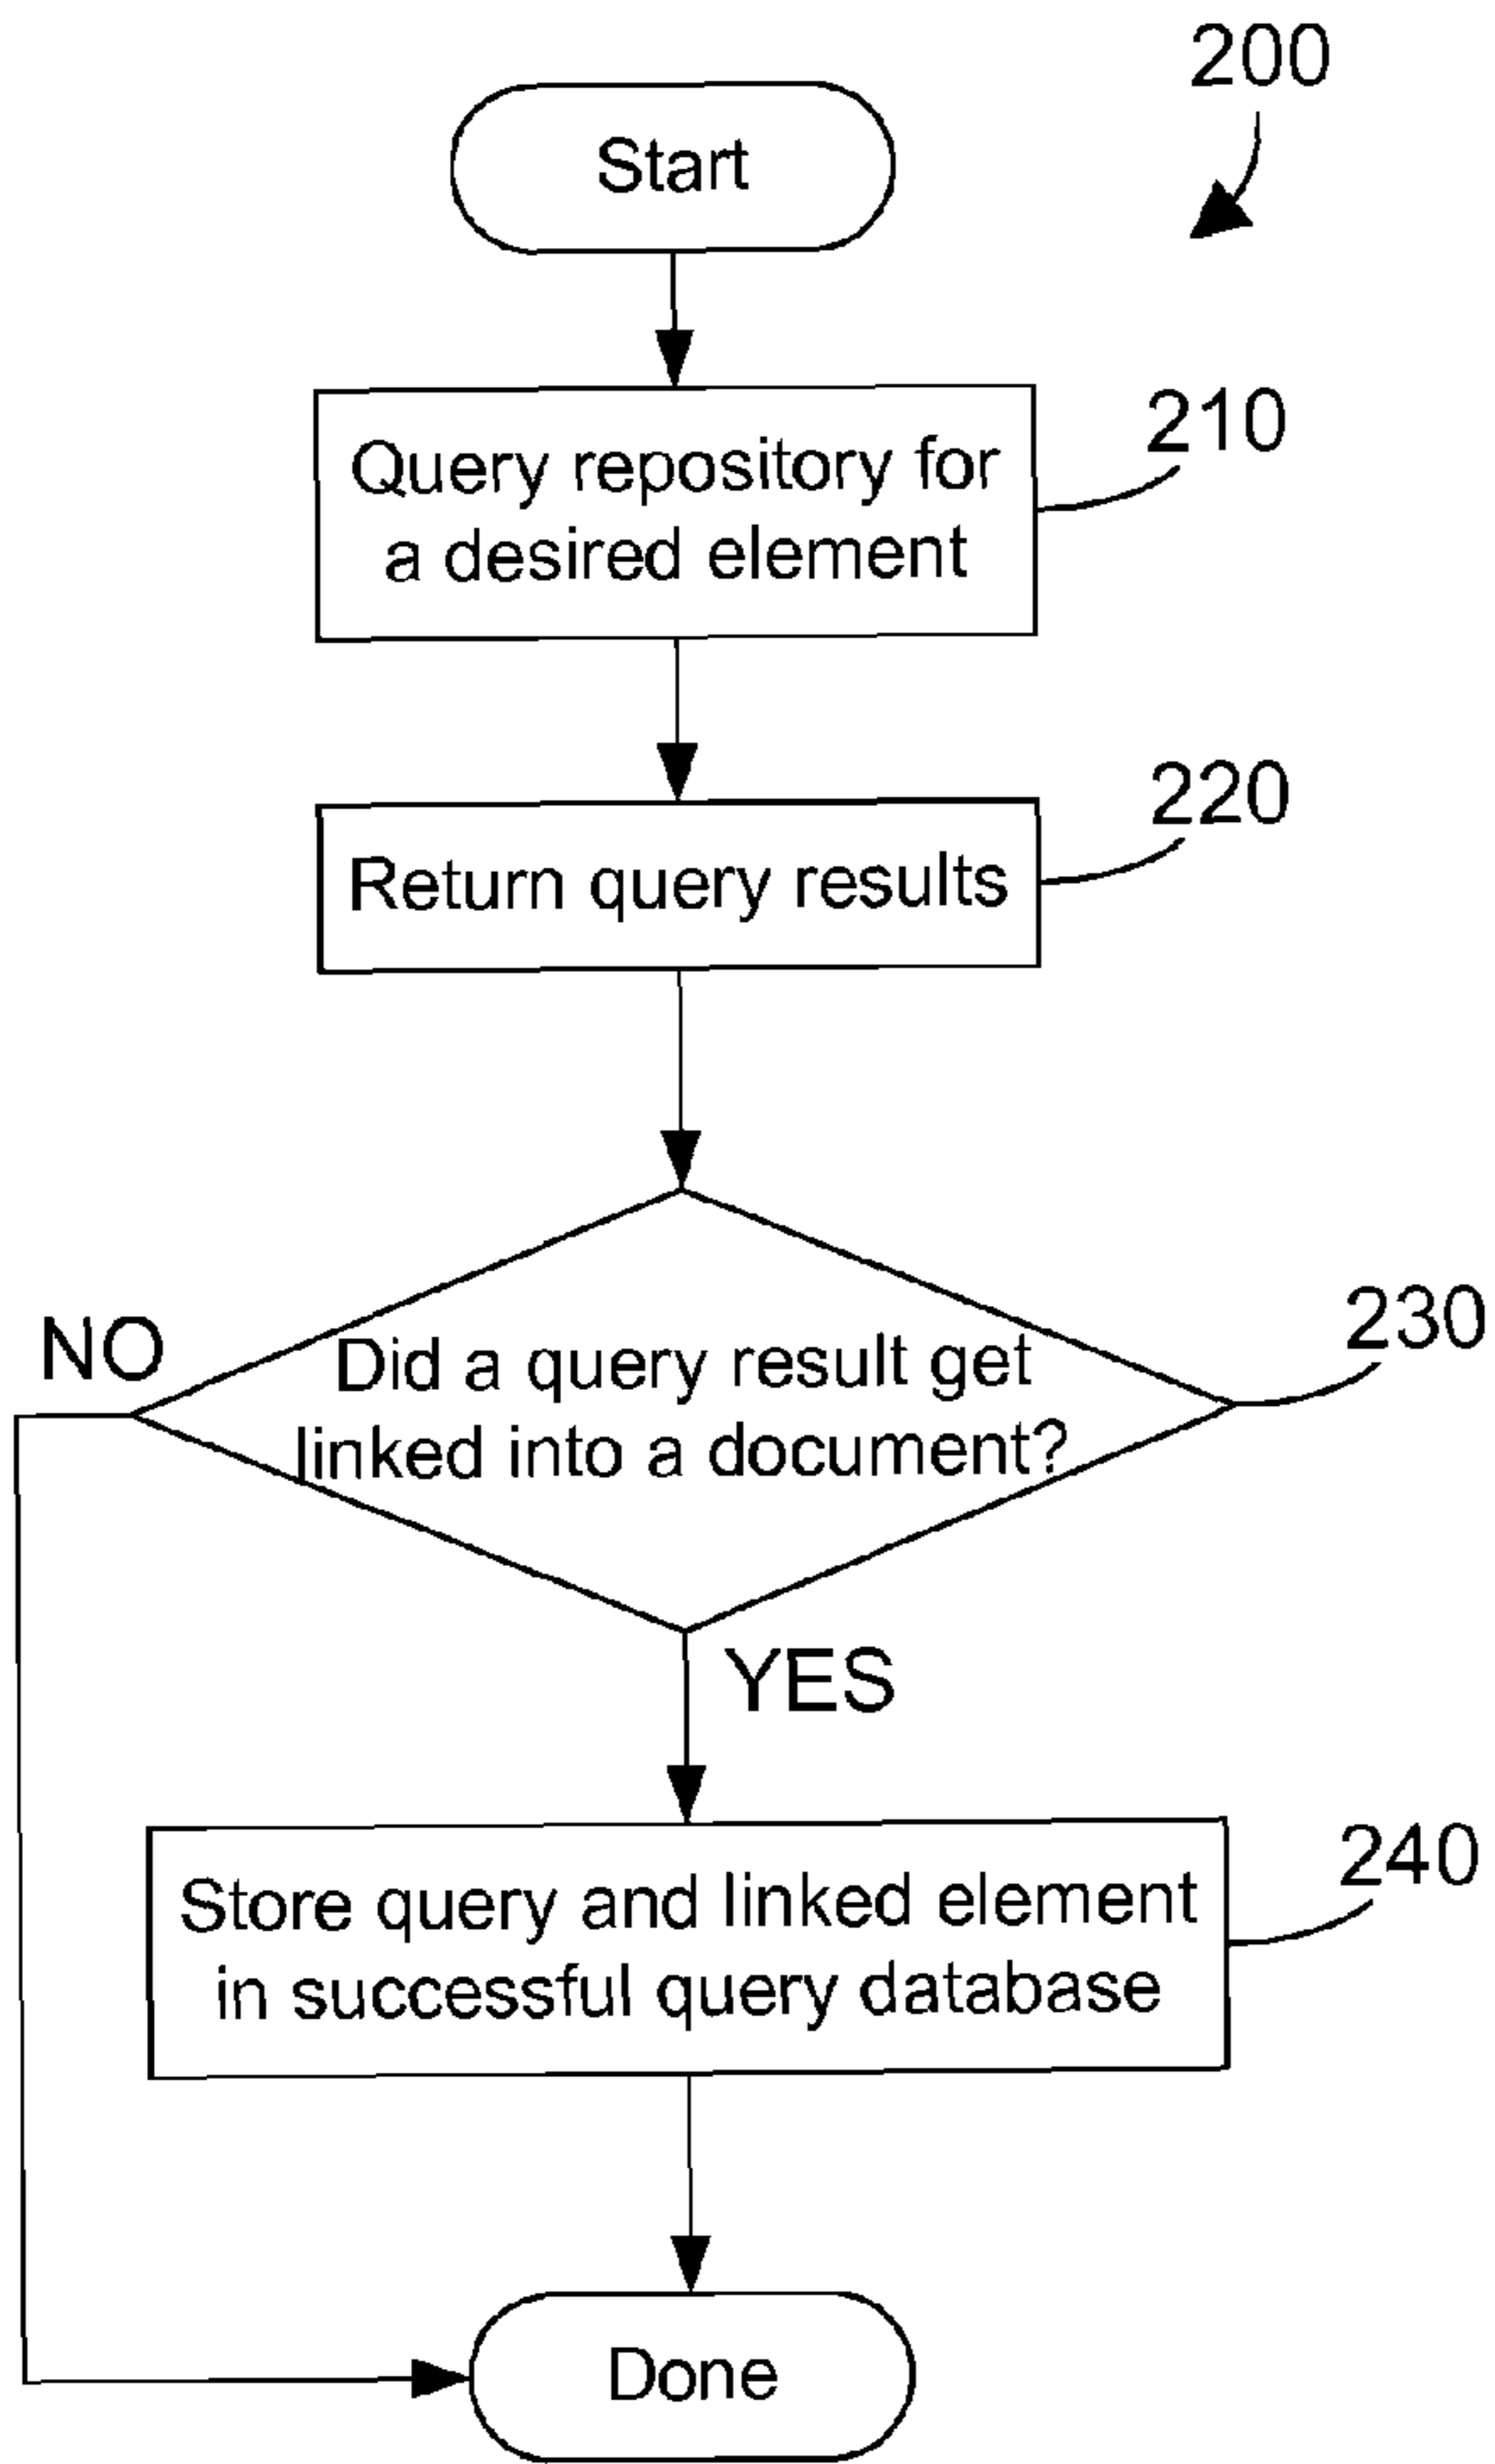 200
Start
210
Query repository for
a desired element
220
Return query results
230
NO
Did a query result get
linked into a document?
YES
240
Store query and linked element
in successful query database
Done